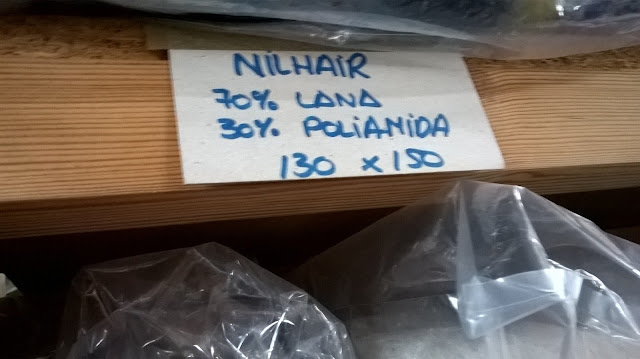 NILHAIR
70% LANA
30% POLIAMIDA
130 x 150